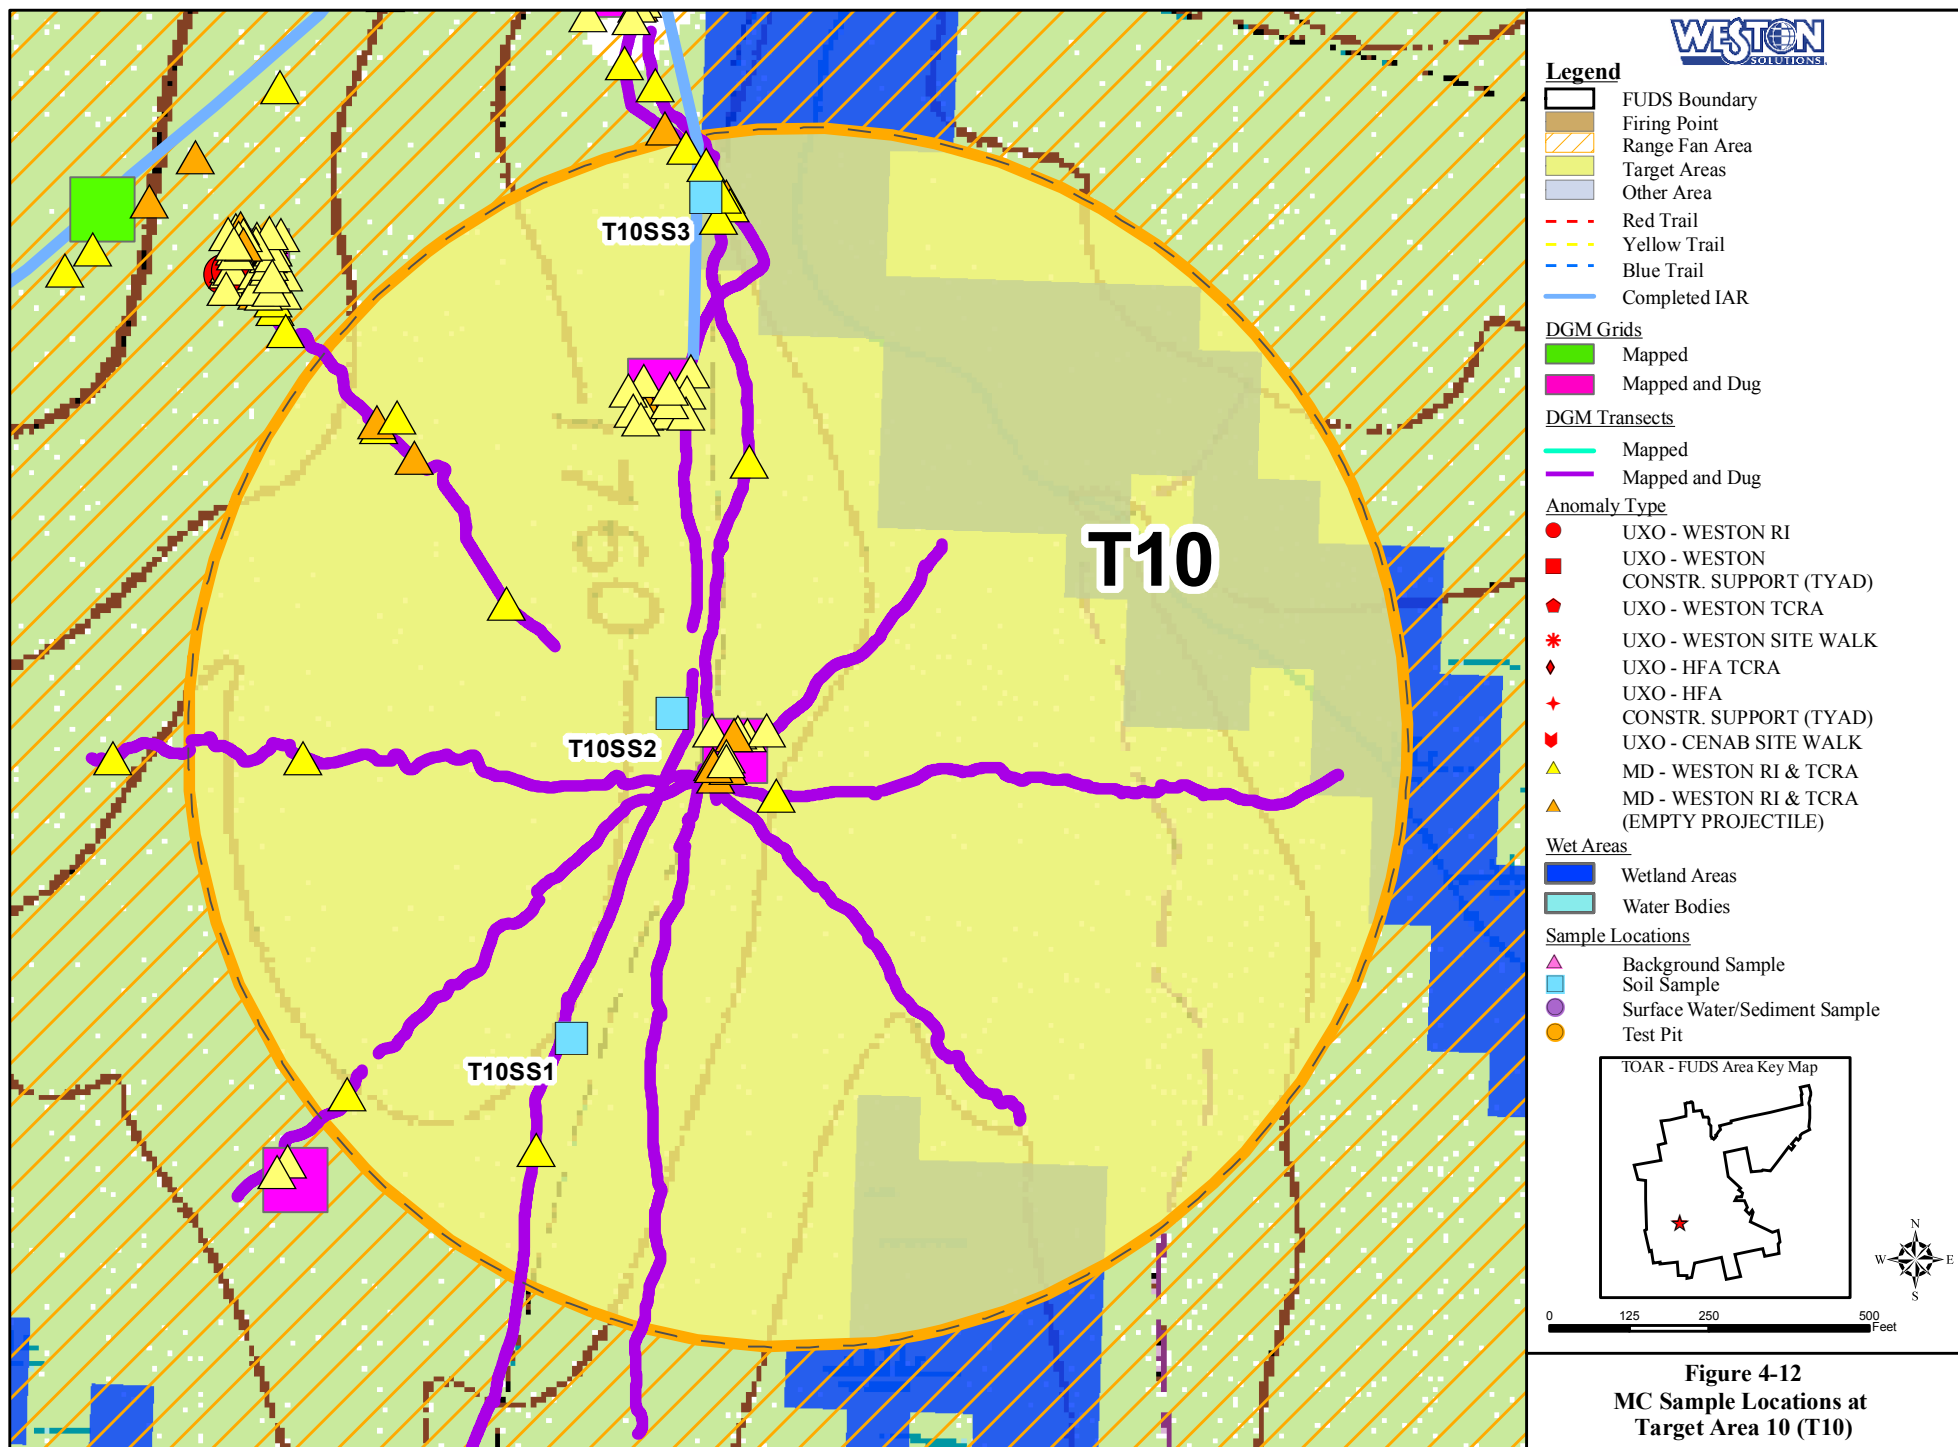 T10SS3
1760
T10
T10SS2
T10SS1
WESTON
SOLUTIONS
Legend
FUDS Boundary
Firing Point
Range Fan Area
Target Areas
Other Area
Red Trail
Yellow Trail
Blue Trail
Completed IAR
DGM Grids
Mapped
Mapped and Dug
DGM Transects
Mapped
Mapped and Dug
Anomaly Type
UXO - WESTON RI
UXO - WESTON
CONSTR. SUPPORT (TYAD)
UXO - WESTON TCRA
UXO - WESTON SITE WALK
UXO - HFA TCRA
UXO - HFA
CONSTR. SUPPORT (TYAD)
UXO - CENAB SITE WALK
MD - WESTON RI & TCRA
MD - WESTON RI & TCRA
(EMPTY PROJECTILE)
Wet Areas
Wetland Areas
Water Bodies
Sample Locations
Background Sample
Soil Sample
Surface Water/Sediment Sample
Test Pit
TOAR - FUDS Area Key Map
N
W E
S
0 125 250 500
Feet
Figure 4-12
MC Sample Locations at
Target Area 10 (T10)